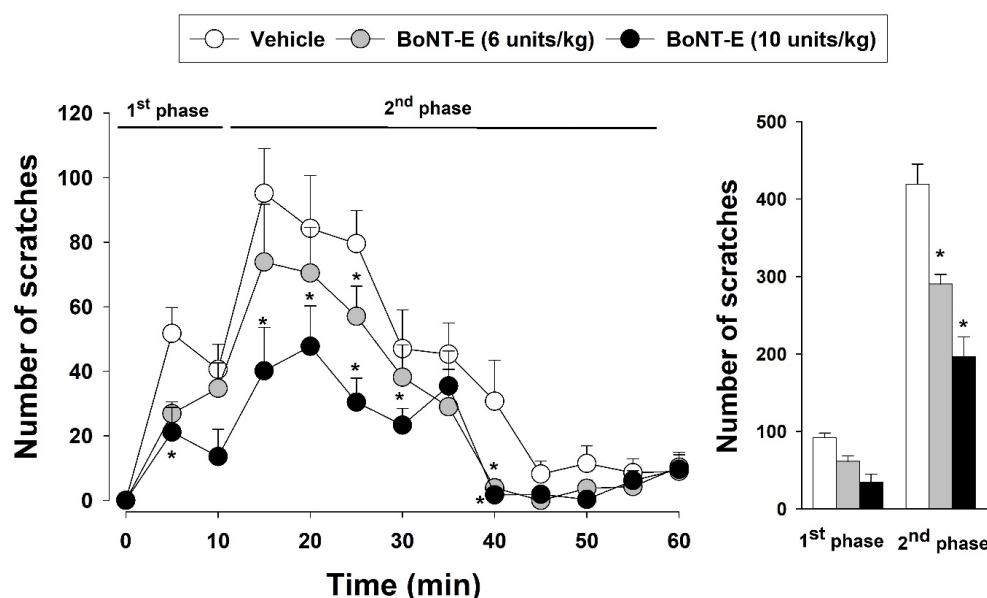 Vehicle BoNT-E (6 units/kg) BoNT-E (10 units/kg)
1st phase 2nd phase
Number of scratches
120
100
80
60
40
20
0
* * * * * * * * *
0 10 20 30 40 50 60
Time (min)
Number of scratches
500
400
300
200
100
0
* *
1st phase 2nd phase